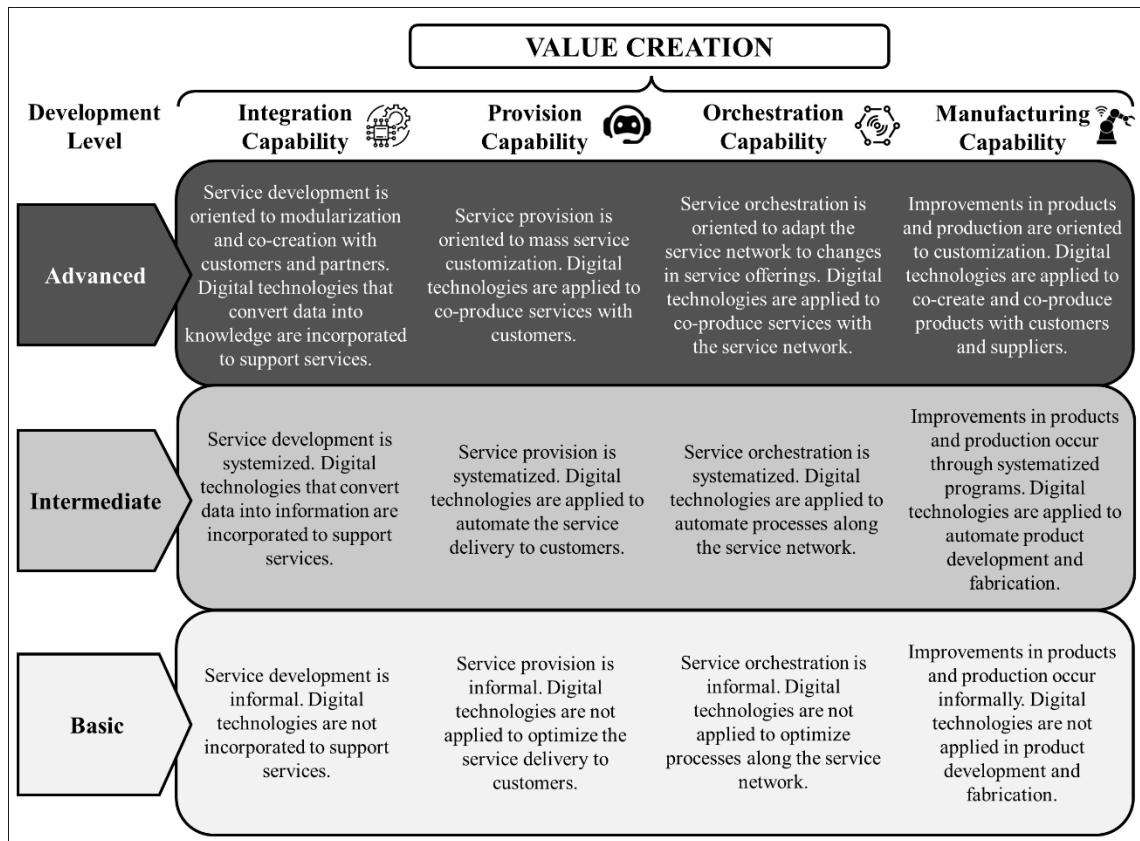 VALUE CREATION
Development
Level
Integration
Capability
Provision
Capability
Orchestration
Capability
Manufacturing
Capability
Advanced
Service development is
oriented to modularization
and co-creation with
customers and partners.
Digital technologies that
convert data into
knowledge are incorporated
to support services.
Service provision is
oriented to mass service
customization. Digital
technologies are applied to
co-produce services with
customers.
Service orchestration is
oriented to adapt the
service network to changes
in service offerings. Digital
technologies are applied to
co-produce services with
the service network.
Improvements in products
and production are oriented
to customization. Digital
technologies are applied to
co-create and co-produce
products with customers
and suppliers.
Intermediate
Service development is
systemized. Digital
technologies that convert
data into information are
incorporated to support
services.
Service provision is
systematized. Digital
technologies are applied to
automate the service
delivery to customers.
Service orchestration is
systematized. Digital
technologies are applied to
automate processes along
the service network.
Improvements in products
and production occur
through systematized
programs. Digital
technologies are applied to
automate product
development and
fabrication.
Basic
Service development is
informal. Digital
technologies are not
incorporated to support
services.
Service provision is
informal. Digital
technologies are not
applied to optimize the
service delivery to
customers.
Service orchestration is
informal. Digital
technologies are not
applied to optimize
processes along the service
network.
Improvements in products
and production occur
informally. Digital
technologies are not
applied in product
development and
fabrication.